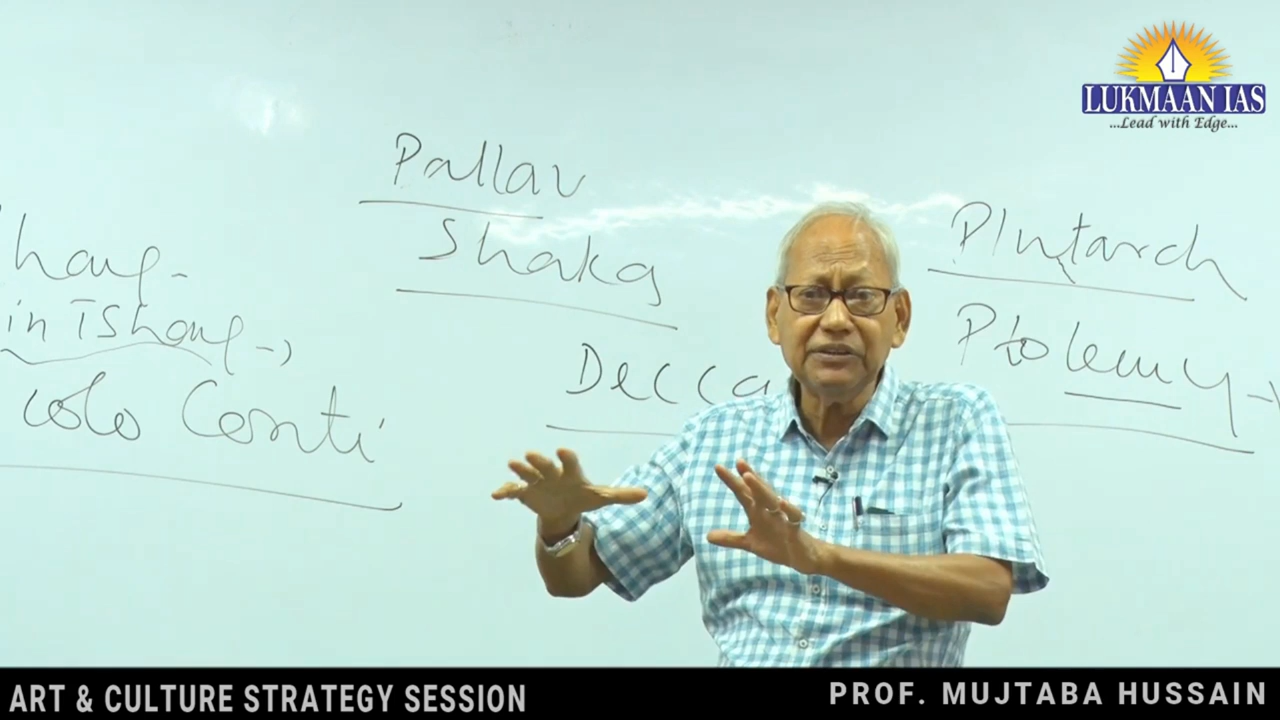 LUKMAAN IAS
...Lead with Edge...
Pallav
Shaka
Decca
Plutarch
Ptolemy →
in TShang →
colo Conti
ART & CULTURE STRATEGY SESSION
PROF. MUJTABA HUSSAIN